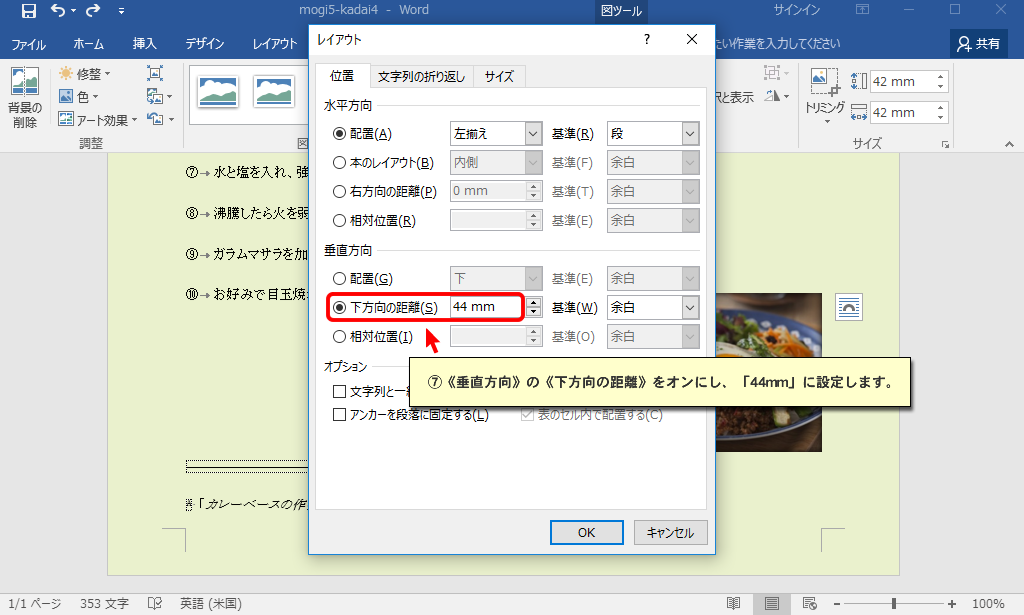 mogi5-kadai4 - Word
図ツール
サインイン
ファイル
ホーム
挿入
デザイン
レイアウト
たい作業を入力してください
共有
背景の
削除
修整
色
アート効果
調整
択と表示
トリミング
42 mm
42 mm
サイズ
レイアウト
?
位置
文字列の折り返し
サイズ
水平方向
配置(A) 左揃え 基準(R) 段
本のレイアウト(B) 内側 基準(F) 余白
右方向の距離(P) 0 mm 基準(T) 余白
相対位置(R) 基準(E) 余白
垂直方向
配置(G) 下 基準(E) 余白
下方向の距離(S) 44 mm 基準(W) 余白
相対位置(I) 基準(O) 余白
オプション
文字列と一緒
アンカーを段落に固定する(L)
表のセル内で配置する(C)
⑦《垂直方向》の《下方向の距離》をオンにし、「44mm」に設定します。
OK
キャンセル
⑦→水と塩を入れ、強
⑧→沸騰したら火を弱
⑨→ガラムマサラを加
⑩→お好みで目玉焼
「カレーベースの作
1/1 ページ
353 文字
英語 (米国)
100%